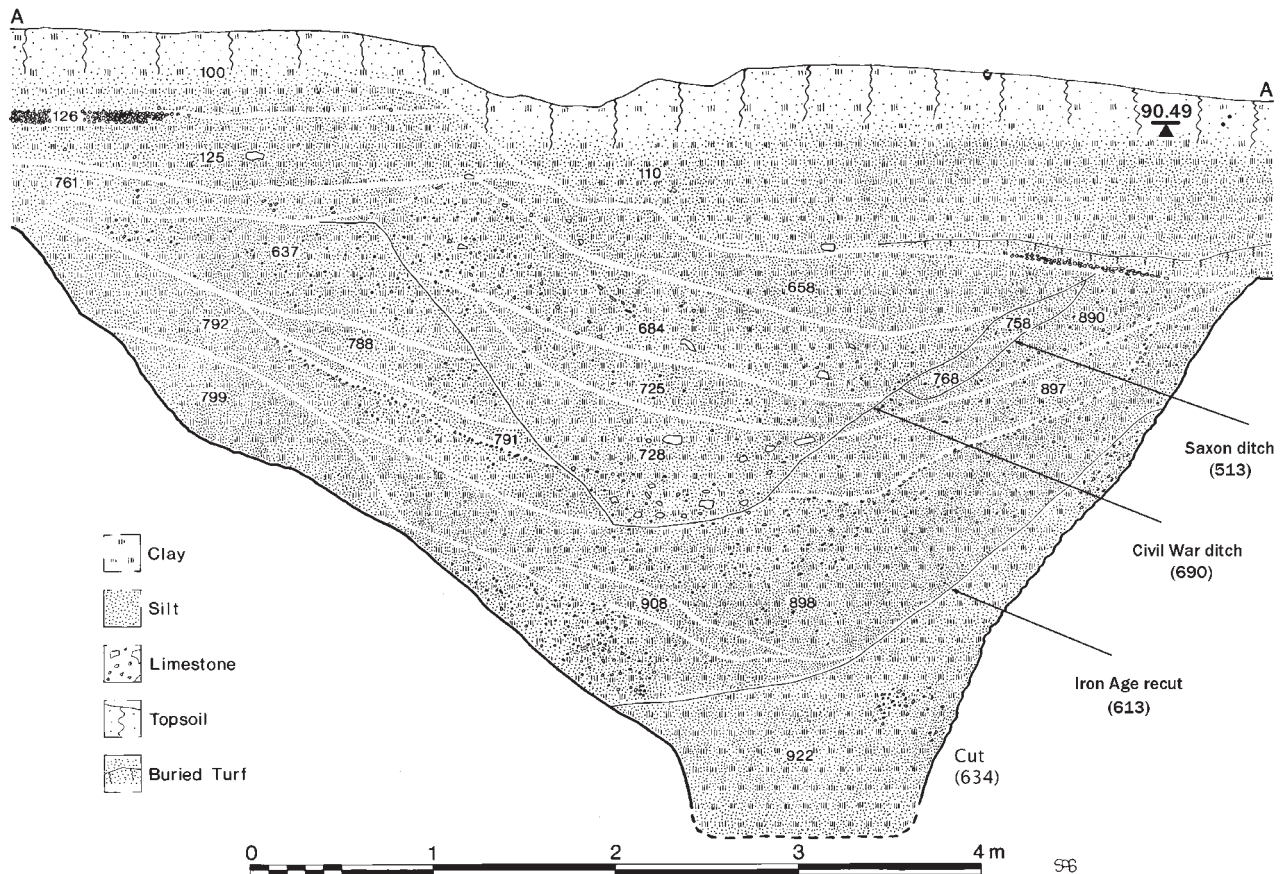 A
A
100
90.49
126
125
110
761
637
658
758
890
684
792
788
768
725
897
799
791
728
Saxon ditch
(513)
Civil War ditch
(690)
Clay
Silt
908
898
Limestone
Iron Age recut
(613)
Topsoil
922
Cut
(634)
Buried Turf
0
1
2
3
4 m